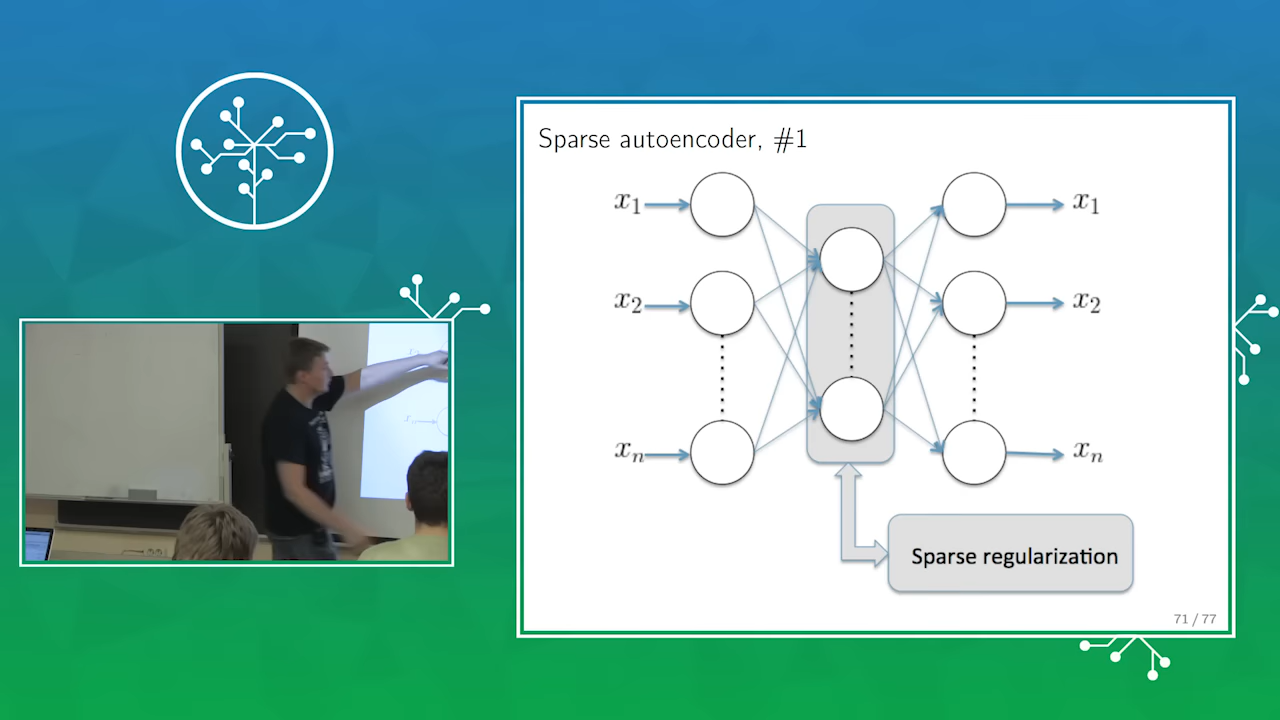 Sparse autoencoder, #1
x1 x1
x2 x2
xn xn
Sparse regularization
71 / 77